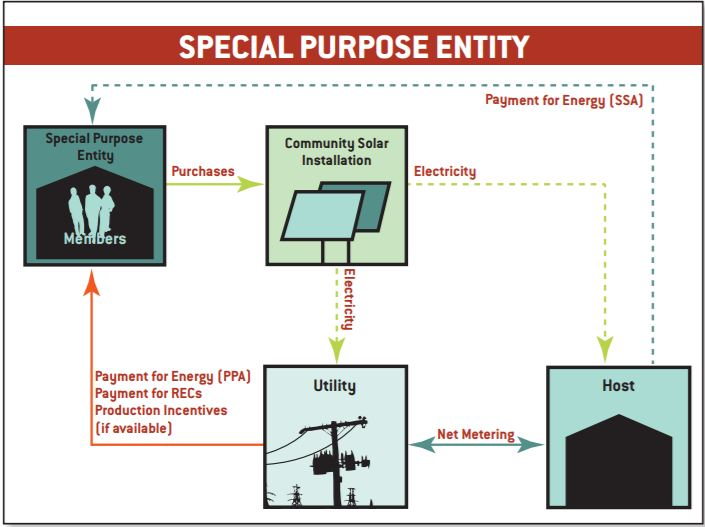 SPECIAL PURPOSE ENTITY
Payment for Energy (SSA)
Special Purpose
Entity
Members
Purchases
Community Solar
Installation
Electricity
Electricity
Payment for Energy (PPA)
Payment for RECs
Production Incentives
(if available)
Utility
Net Metering
Host